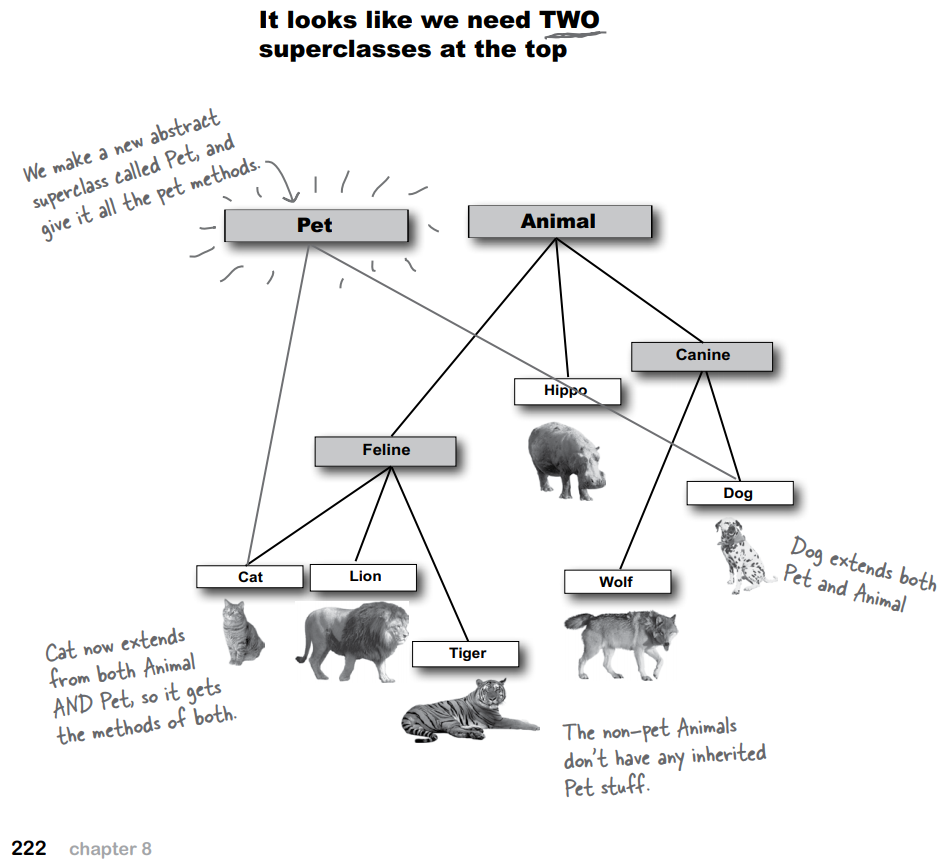 It looks like we need TWO
superclasses at the top
We make a new abstract
superclass called Pet, and
give it all the pet methods.
Pet
Animal
Canine
Hippo
Feline
Dog
Cat
Lion
Wolf
Tiger
Dog extends both
Pet and Animal
Cat now extends
from both Animal
AND Pet, so it gets
the methods of both.
The non-pet Animals
don't have any inherited
Pet stuff.
222 chapter 8